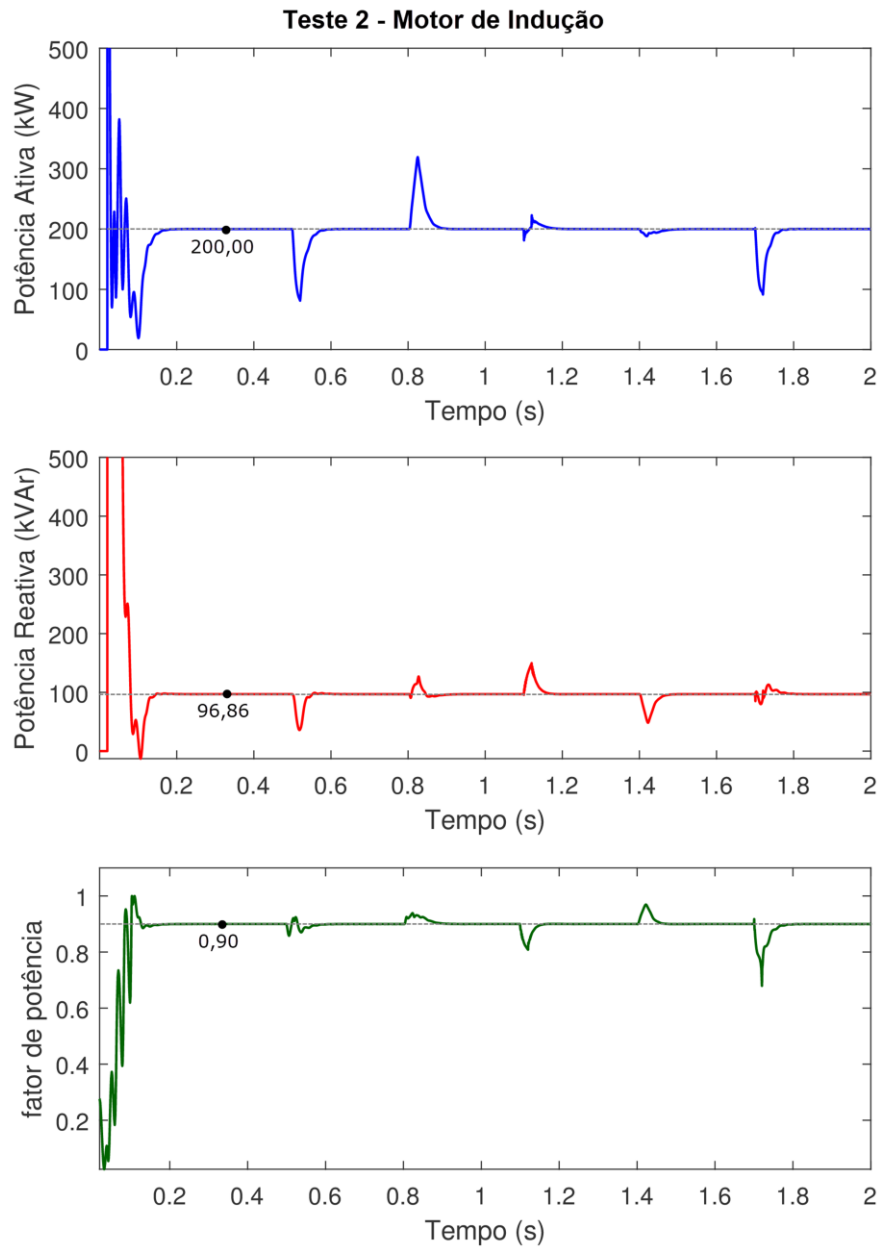 Teste 2 - Motor de Indução
Potência Ativa (kW)
500
400
300
200
100
0
200,00
0.2 0.4 0.6 0.8 1 1.2 1.4 1.6 1.8 2
Tempo (s)
Potência Reativa (kVAr)
500
400
300
200
100
0
96,86
0.2 0.4 0.6 0.8 1 1.2 1.4 1.6 1.8 2
Tempo (s)
fator de potência
1
0.8
0.6
0.4
0.2
0,90
0.2 0.4 0.6 0.8 1 1.2 1.4 1.6 1.8 2
Tempo (s)